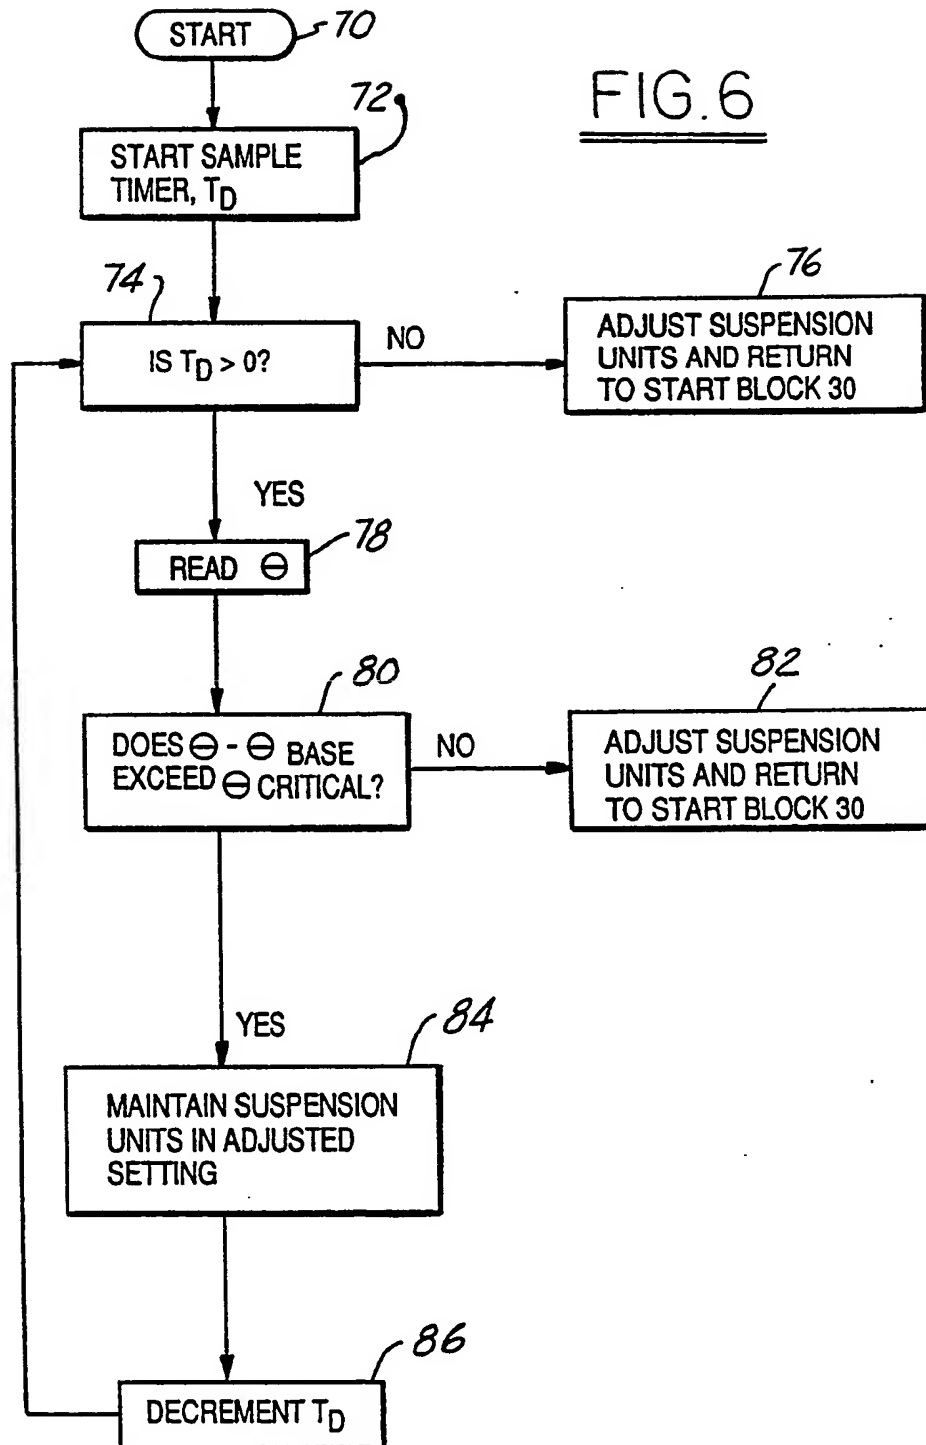 START
70
FIG.6
72
START SAMPLE
TIMER, TD
74
IS TD > 0?
NO
76
ADJUST SUSPENSION
UNITS AND RETURN
TO START BLOCK 30
YES
78
READ Θ
80
DOES Θ - Θ BASE
EXCEED Θ CRITICAL?
NO
82
ADJUST SUSPENSION
UNITS AND RETURN
TO START BLOCK 30
YES
84
MAINTAIN SUSPENSION
UNITS IN ADJUSTED
SETTING
86
DECREMENT TD